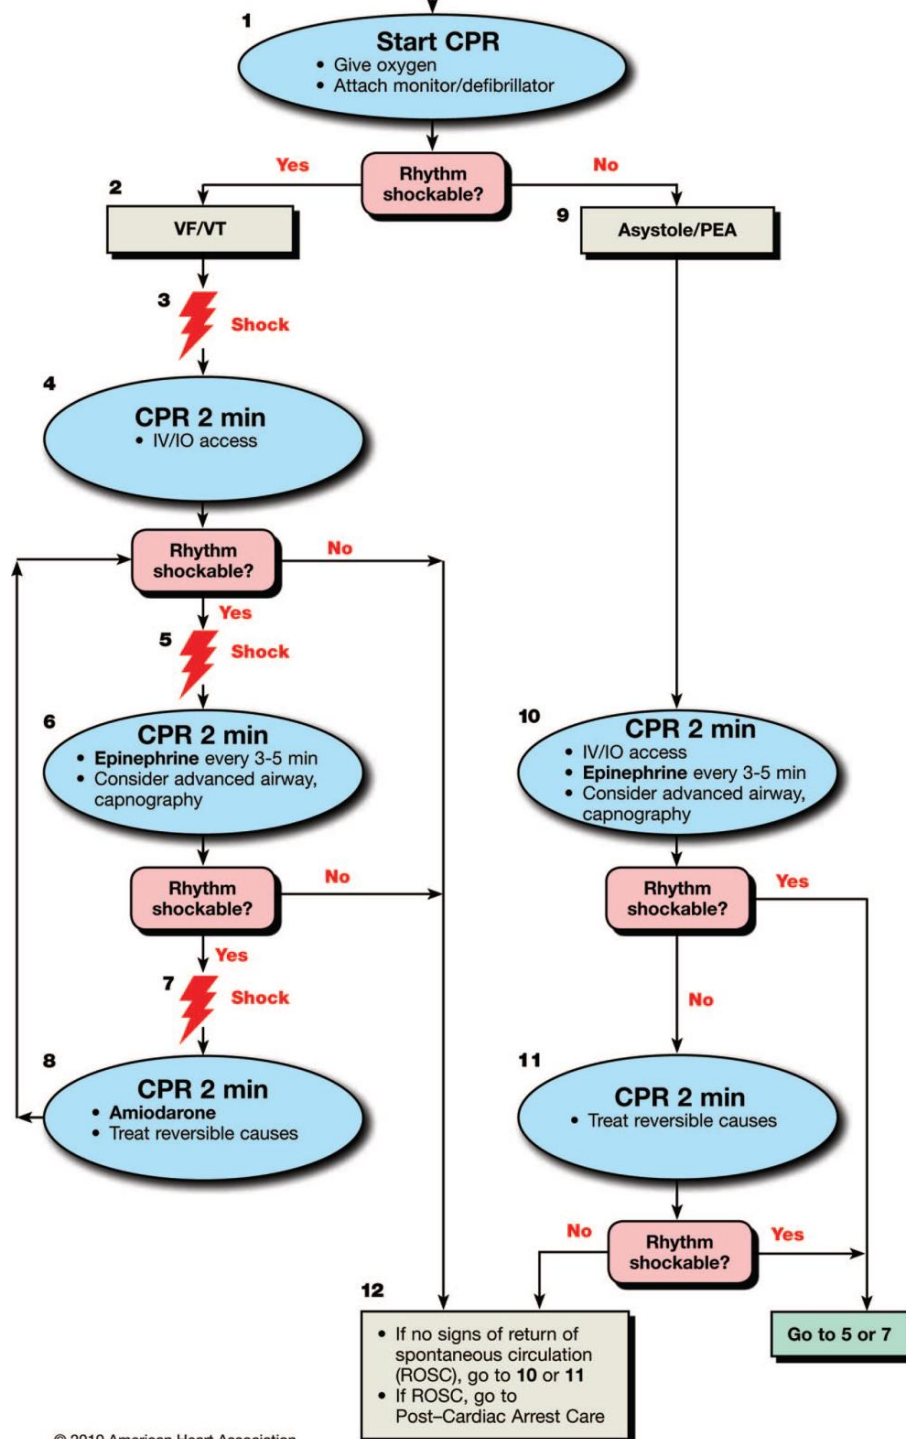 1
Start CPR
• Give oxygen
• Attach monitor/defibrillator
Rhythm
shockable?
Yes
No
2
VF/VT
9
Asystole/PEA
3
Shock
4
CPR 2 min
• IV/IO access
Rhythm
shockable?
No
Yes
5
Shock
6
CPR 2 min
• Epinephrine every 3-5 min
• Consider advanced airway,
capnography
Rhythm
shockable?
No
Yes
7
Shock
8
CPR 2 min
• Amiodarone
• Treat reversible causes
10
CPR 2 min
• IV/IO access
• Epinephrine every 3-5 min
• Consider advanced airway,
capnography
Rhythm
shockable?
Yes
No
11
CPR 2 min
• Treat reversible causes
Rhythm
shockable?
No
Yes
12
• If no signs of return of
spontaneous circulation
(ROSC), go to 10 or 11
• If ROSC, go to
Post–Cardiac Arrest Care
Go to 5 or 7
© 2010 American Heart Association